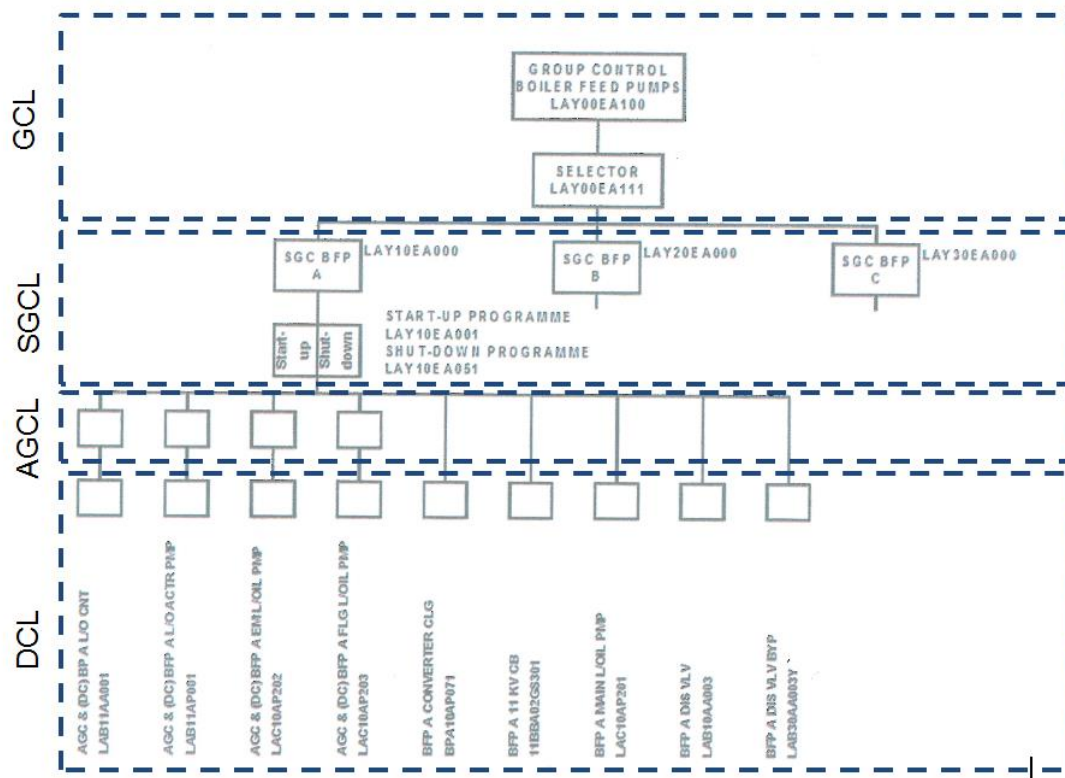 GCL
GROUP CONTROL
BOILER FEED PUMPS
LAY00EA100
SELECTOR
LAY00EA111
SGCL
SGC BFP
A
LAY10EA000
SGC BFP
B
LAY20EA000
SGC BFP
C
LAY30EA000
Start-
up
Shut-
down
START-UP PROGRAMME
LAY10EA001
SHUT-DOWN PROGRAMME
LAY10EA051
AGCL
DCL
AGC & (DC) BFP A L/O CNT
LAB11AA001
AGC & (DC) BFP A L/O ACTR PMP
LAB11AP001
AGC & (DC) BFP A EM L/OIL PMP
LAC10AP202
AGC & (DC) BFP A FLG L/OIL PMP
LAC10AP203
BFP A CONVERTER CLG
BPA10AP071
BFP A 11 KV CB
11BBA02GS301
BFP A MAIN L/OIL PMP
LAC10AP201
BFP A DIS VLV
LAB10AA003
BFP A DIS VLV BYP
LAB30AA003Y